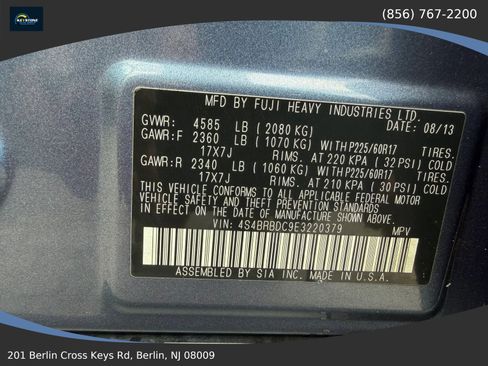 KEYSTONE
(856) 767-2200
MFD BY FUJI HEAVY INDUSTRIES LTD.
GVWR: 4585 LB ( 2080 KG) DATE: 08/13
GAWR:F 2360 LB ( 1070 KG) WITH P225/60R17 TIRES.
17X7J RIMS. AT 220 KPA ( 32 PSI) COLD
GAWR:R 2340 LB ( 1060 KG) WITH P225/60R17 TIRES.
17X7J RIMS. AT 210 KPA ( 30 PSI) COLD
THIS VEHICLE CONFORMS TO ALL APPLICABLE FEDERAL MOTOR
VEHICLE SAFETY AND THEFT PREVENTION STANDARDS IN
EFFECT ON THE DATE OF MANUFACTURE SHOWN ABOVE.
VIN: 4S4BRBDC9E3220379 MPV
ASSEMBLED BY SIA INC. MADE IN U.S.A.
201 Berlin Cross Keys Rd, Berlin, NJ 08009